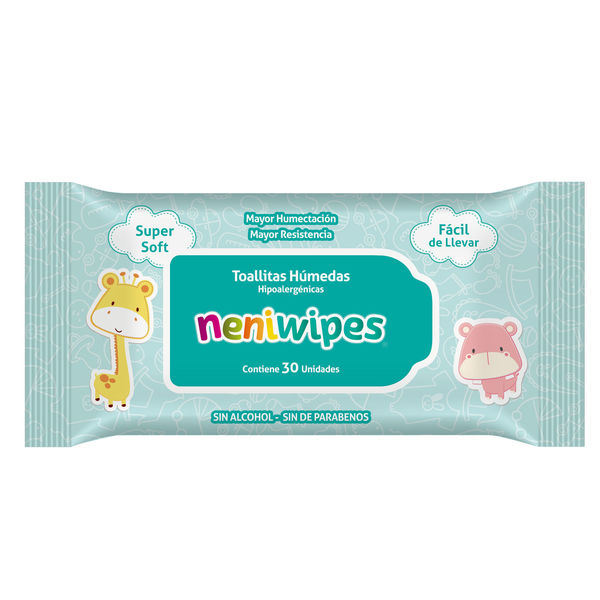 Mayor Humectación
Mayor Resistencia
Super
Soft
Fácil
de Llevar
Toallitas Húmedas
Hipoalergénicas
neniwipes
Contiene 30 Unidades
SIN ALCOHOL - SIN DE PARABENOS